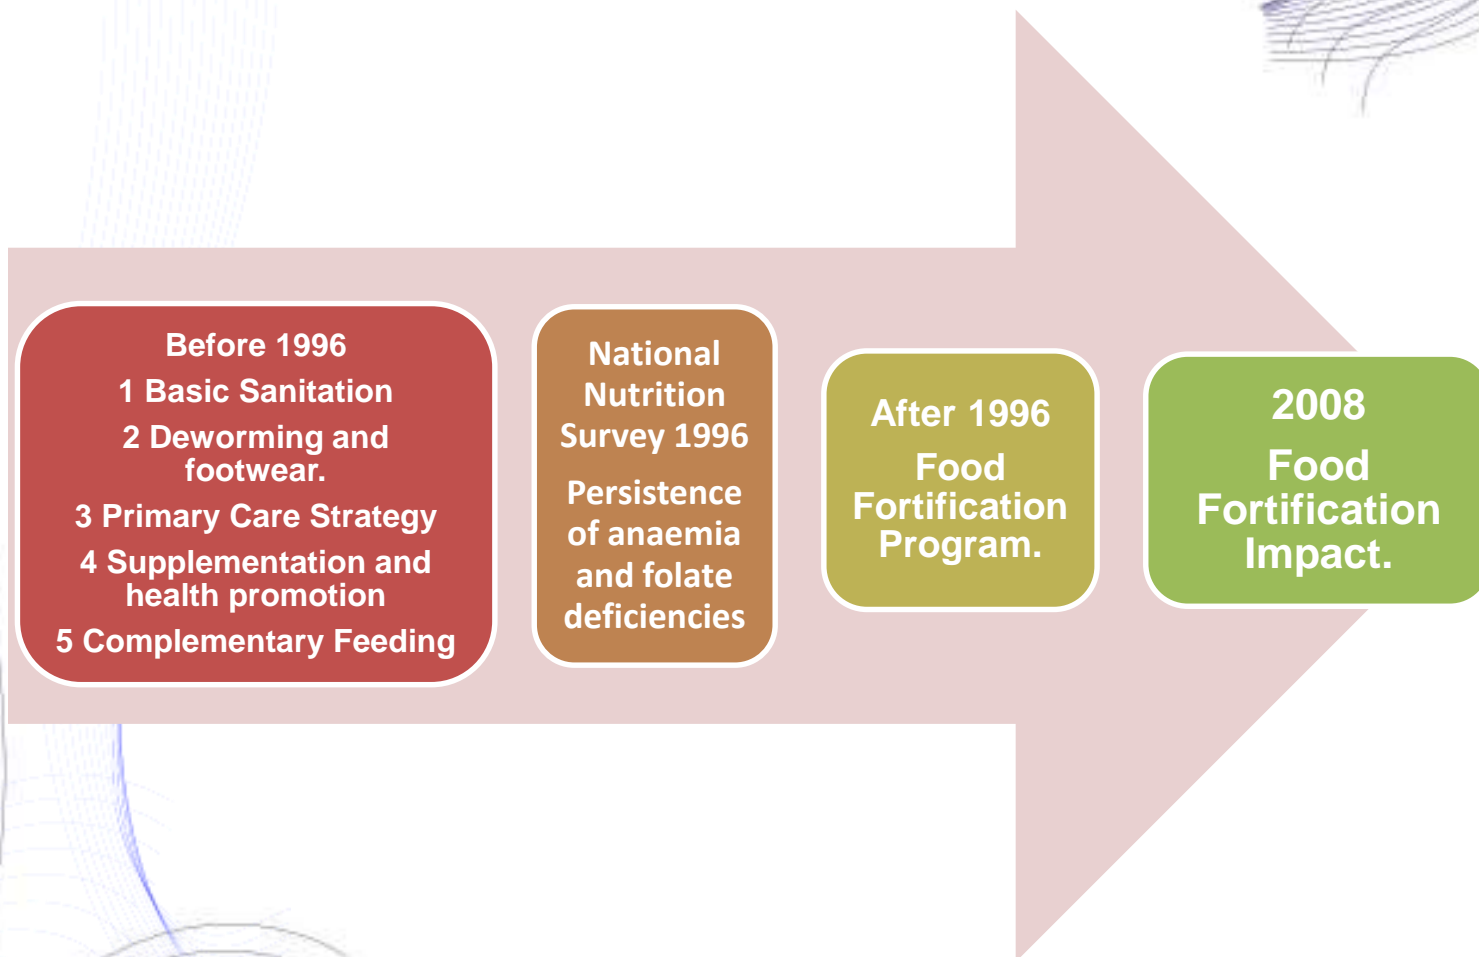 Before 1996
1 Basic Sanitation
2 Deworming and
footwear.
3 Primary Care Strategy
4 Supplementation and
health promotion
5 Complementary Feeding
National
Nutrition
Survey 1996
Persistence
of anaemia
and folate
deficiencies
After 1996
Food
Fortification
Program.
2008
Food
Fortification
Impact.